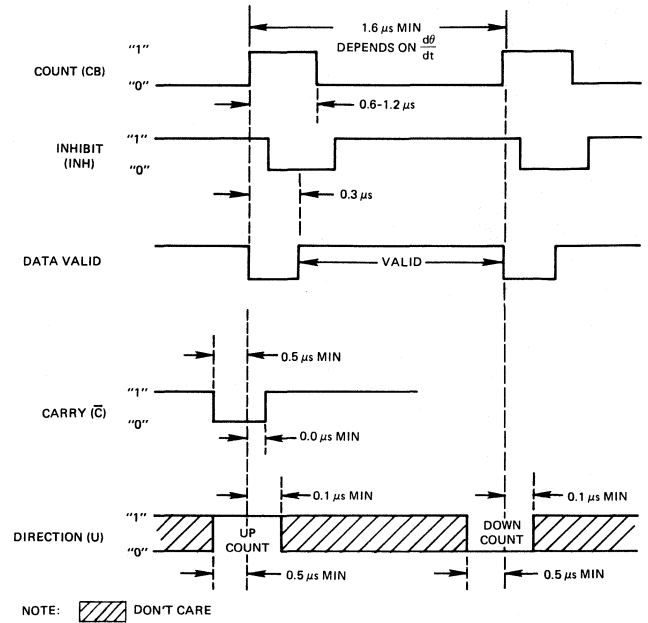 1.6 µs MIN
DEPENDS ON dθ/dt
"1"
COUNT (CB)
"0"
0.6-1.2 µs
"1"
INHIBIT
(INH)
"0"
0.3 µs
DATA VALID
VALID
0.5 µs MIN
"1"
CARRY (C̅)
"0"
0.0 µs MIN
0.1 µs MIN
0.1 µs MIN
"1"
DIRECTION (U)
UP
COUNT
DOWN
COUNT
"0"
0.5 µs MIN
0.5 µs MIN
NOTE:
DON'T CARE